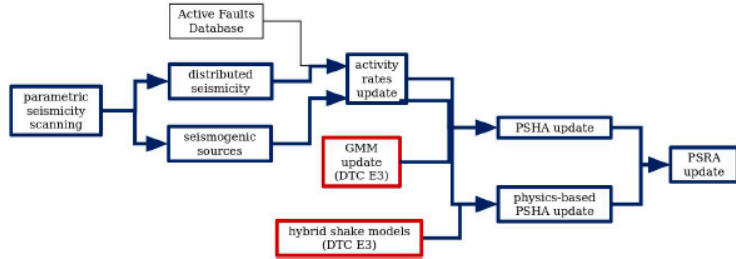 Active Faults
Database
parametric
seismicity
scanning
distributed
seismicity
seismogenic
sources
activity
rates
update
GMM
update
(DTC E3)
hybrid shake models
(DTC E3)
PSHA update
physics-based
PSHA update
PSRA
update